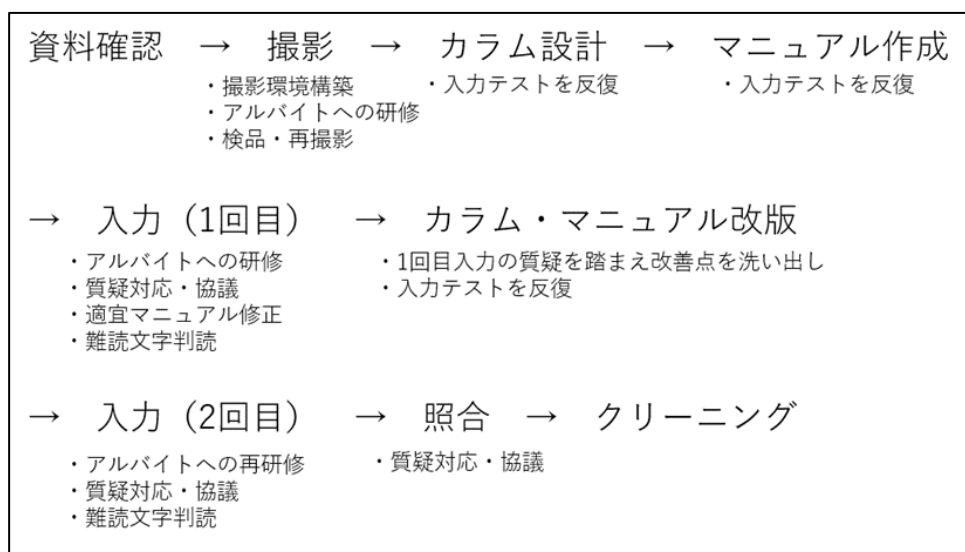 資料確認 → 撮影 → カラム設計 → マニュアル作成
・撮影環境構築 ・入力テストを反復 ・入力テストを反復
・アルバイトへの研修
・検品・再撮影
→ 入力（1回目） → カラム・マニュアル改版
・アルバイトへの研修 ・1回目入力の質疑を踏まえ改善点を洗い出し
・質疑対応・協議 ・入力テストを反復
・適宜マニュアル修正
・難読文字判読
→ 入力（2回目） → 照合 → クリーニング
・アルバイトへの再研修 ・質疑対応・協議
・質疑対応・協議
・難読文字判読